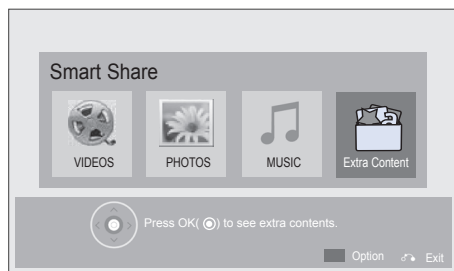 Smart Share
VIDEOS PHOTOS MUSIC Extra Content
Press OK( ◉) to see extra contents.
Option Exit